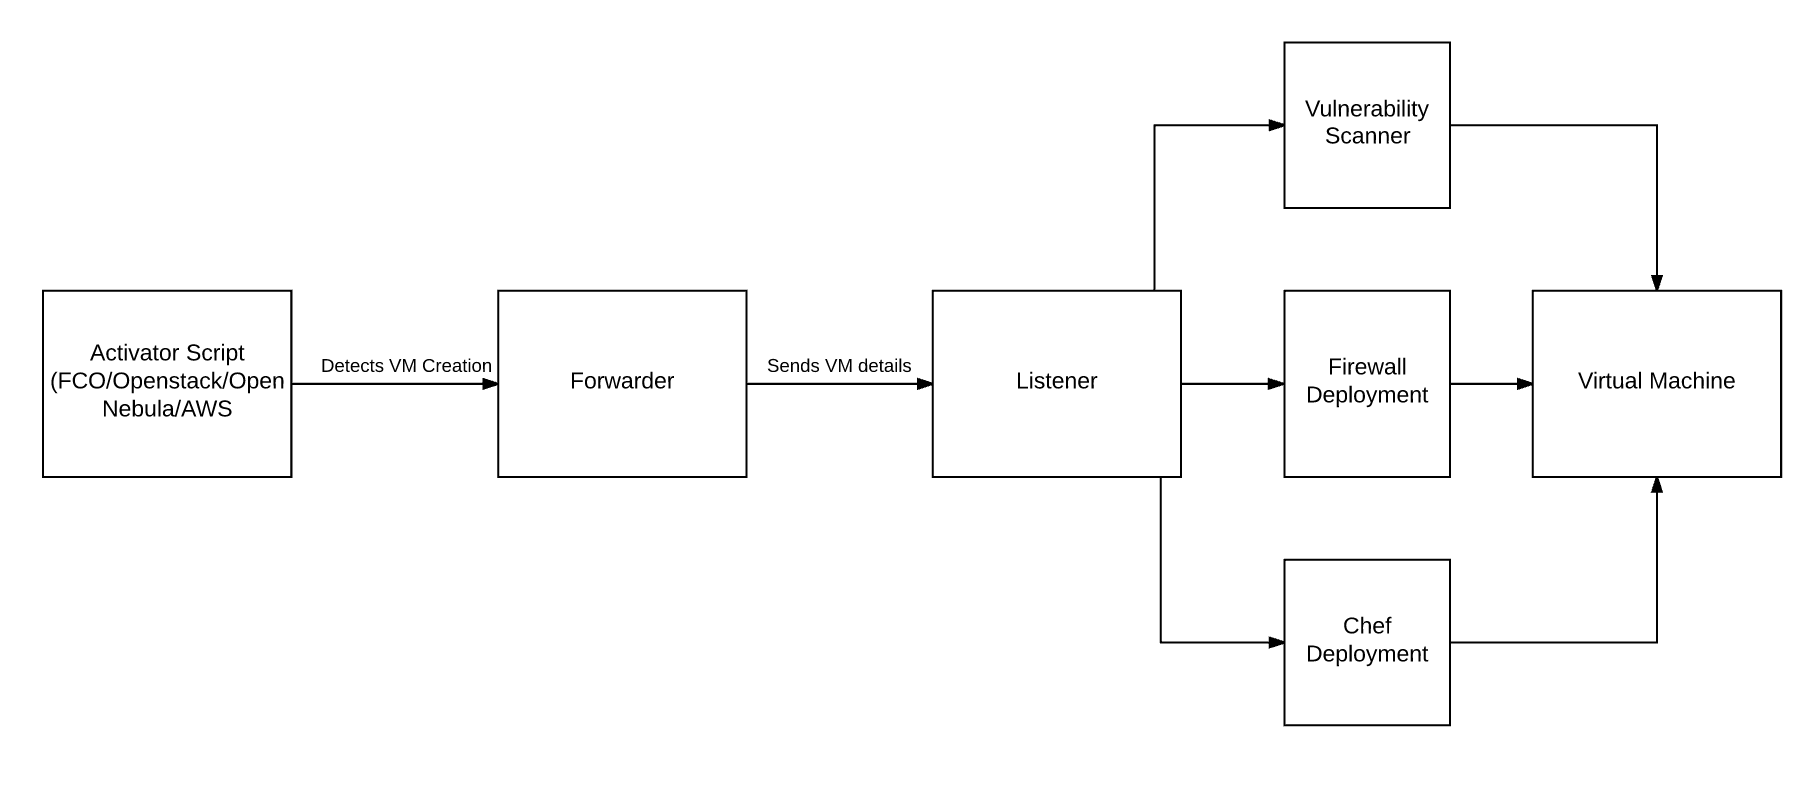 Vulnerability
Scanner
Activator Script
(FCO/Openstack/Open
Nebula/AWS
Detects VM Creation
Forwarder
Sends VM details
Listener
Firewall
Deployment
Virtual Machine
Chef
Deployment